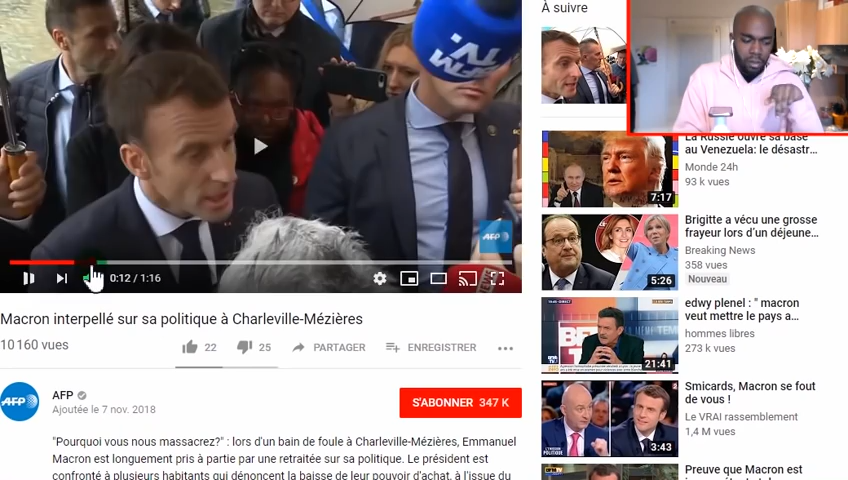 À suivre
BFM TV.
AFP
0:12 / 1:16
Macron interpellé sur sa politique à Charleville-Mézières
10 160 vues
22
25
PARTAGER
ENREGISTRER
AFP
AFP
Ajoutée le 7 nov. 2018
S'ABONNER 347 K
"Pourquoi vous nous massacrez?" : lors d'un bain de foule à Charleville-Mézières, Emmanuel
Macron est longuement pris à partie par une retraitée sur sa politique. Le président est
confronté à plusieurs habitants qui dénoncent la baisse de leur pouvoir d'achat, à l'issue du
La Russie ouvre sa base
au Venezuela: le désastr...
Monde 24h
93 k vues
7:17
Brigitte a vécu une grosse
frayeur lors d'un déjeune...
Breaking News
358 vues
Nouveau
5:26
edwy plenel : " macron
veut mettre le pays a...
hommes libres
273 k vues
21:41
Smicards, Macron se fout
de vous !
Le VRAI rassemblement
1,4 M vues
3:43
Preuve que Macron est